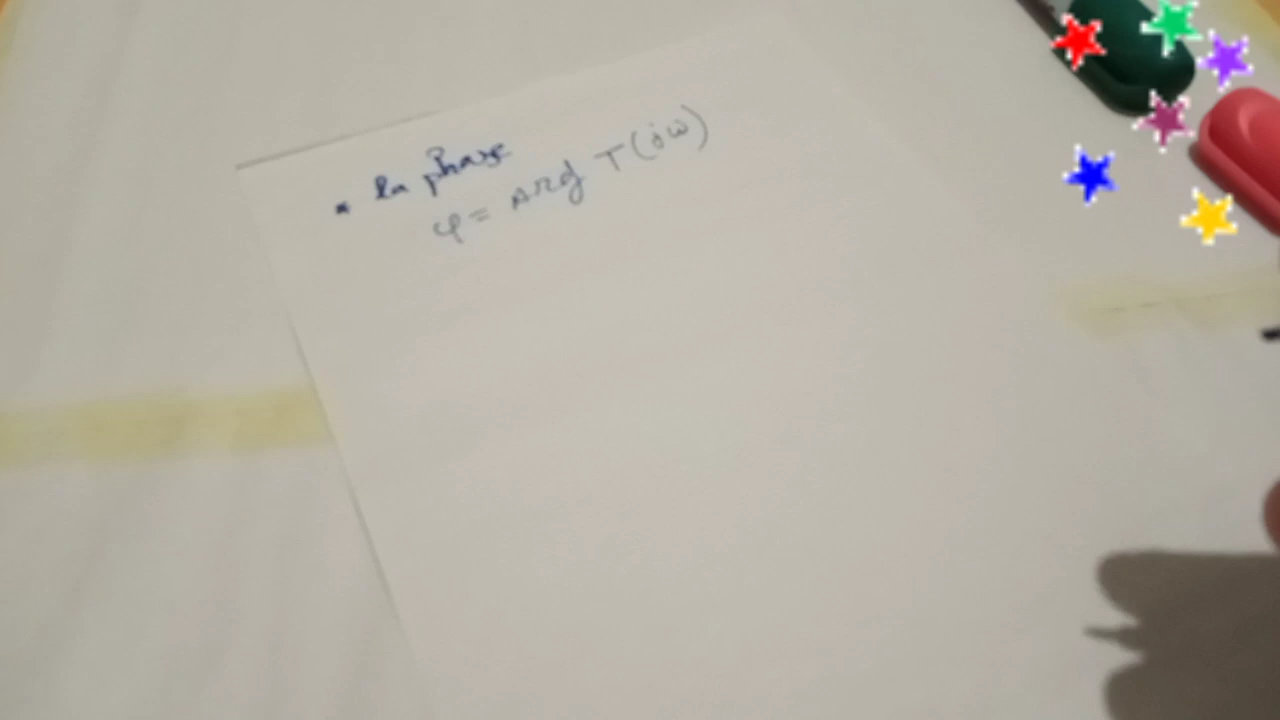 * la phase
φ = Arg T(jω)